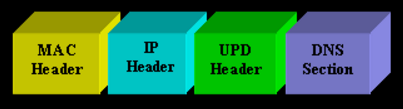 MAC
Header
IP
Header
UPD
Header
DNS
Section